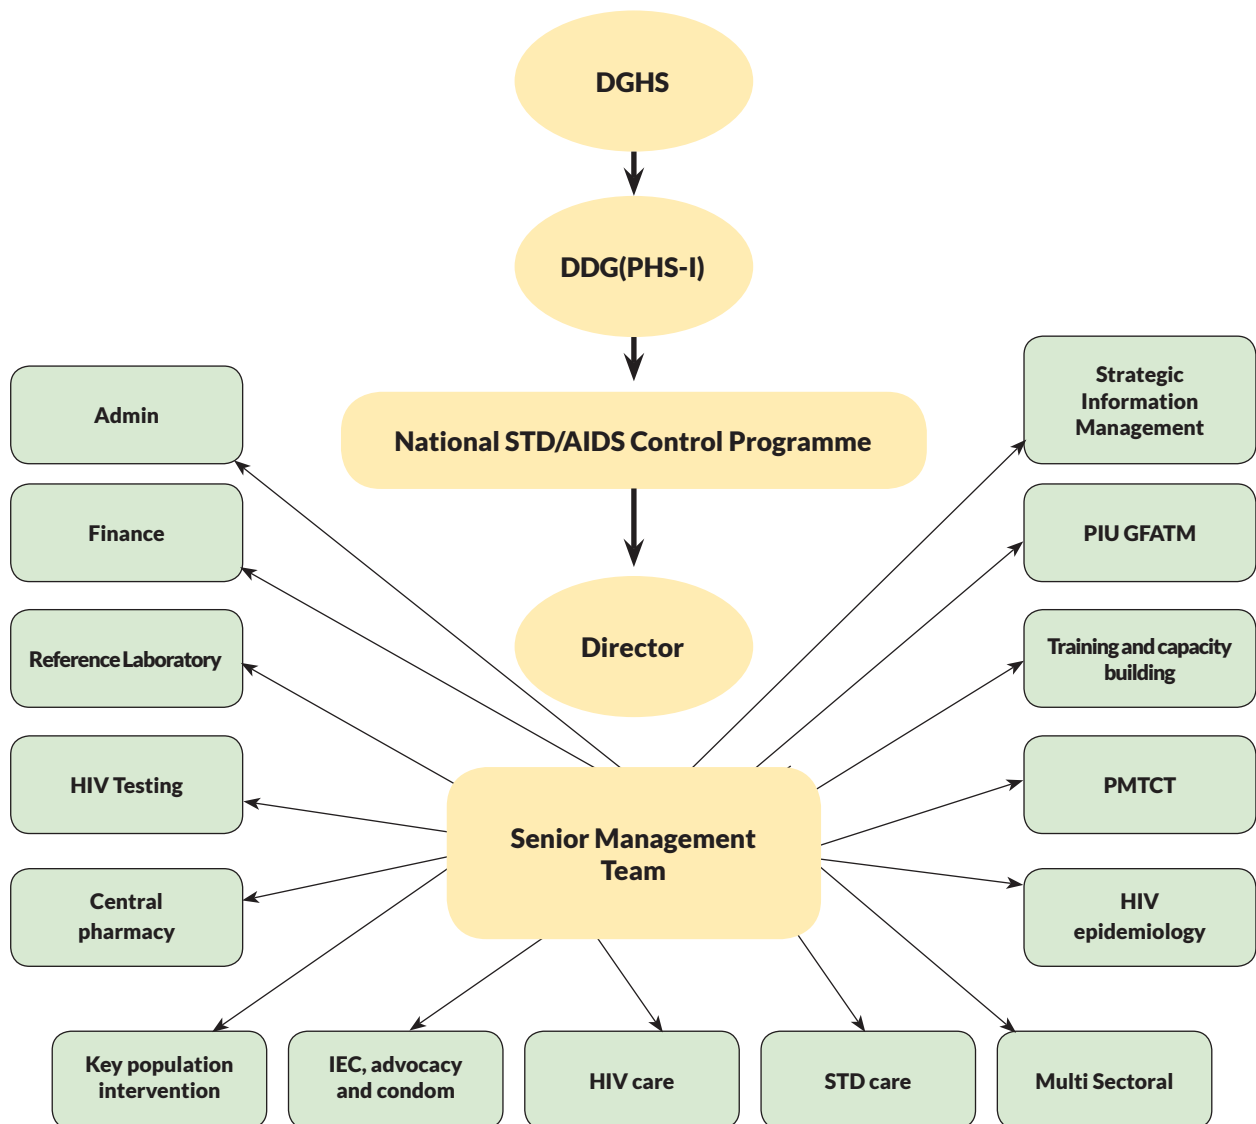 DGHS
DDG(PHS-I)
National STD/AIDS Control Programme
Director
Senior Management
Team
Admin
Finance
Reference Laboratory
HIV Testing
Central
pharmacy
Key population
intervention
IEC, advocacy
and condom
HIV care
STD care
Multi Sectoral
Strategic
Information
Management
PIU GFATM
Training and capacity
building
PMTCT
HIV
epidemiology